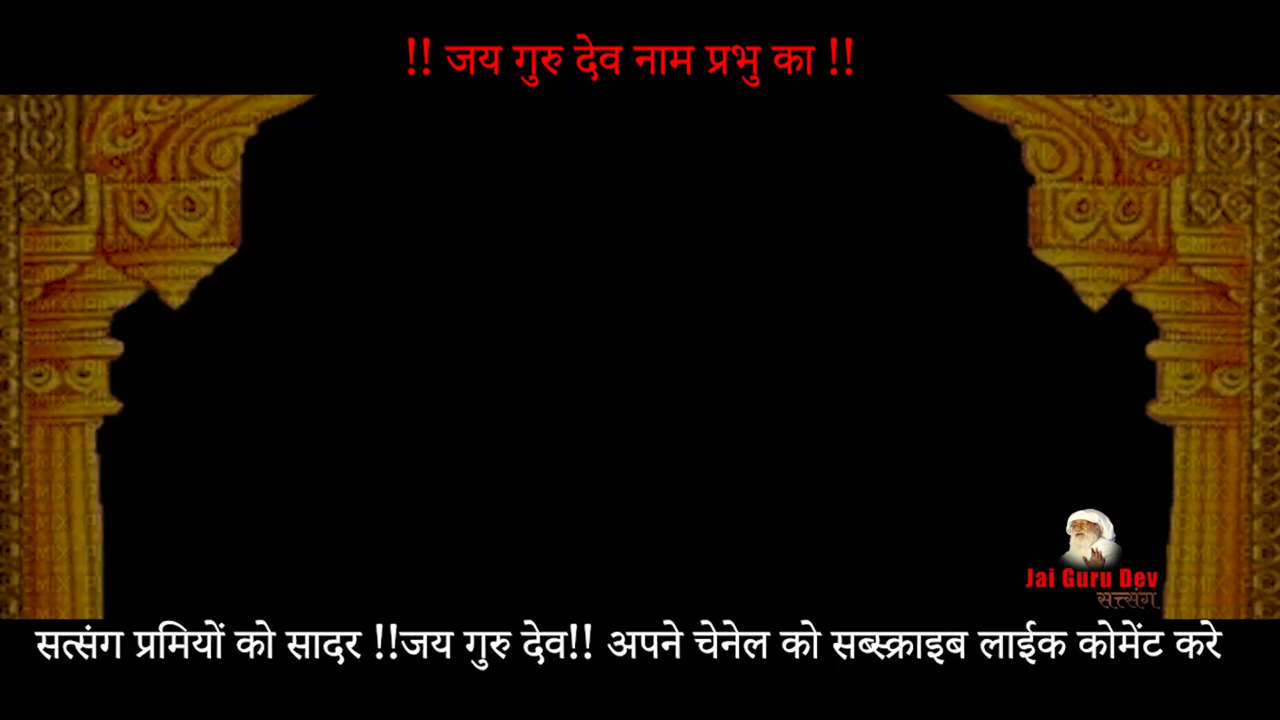 !! जय गुरु देव नाम प्रभु का !!
Jai Guru Dev
सत्संग
सत्संग प्रमियों को सादर !!जय गुरु देव!! अपने चेनेल को सब्स्क्राइब लाईक कोमेंट करे